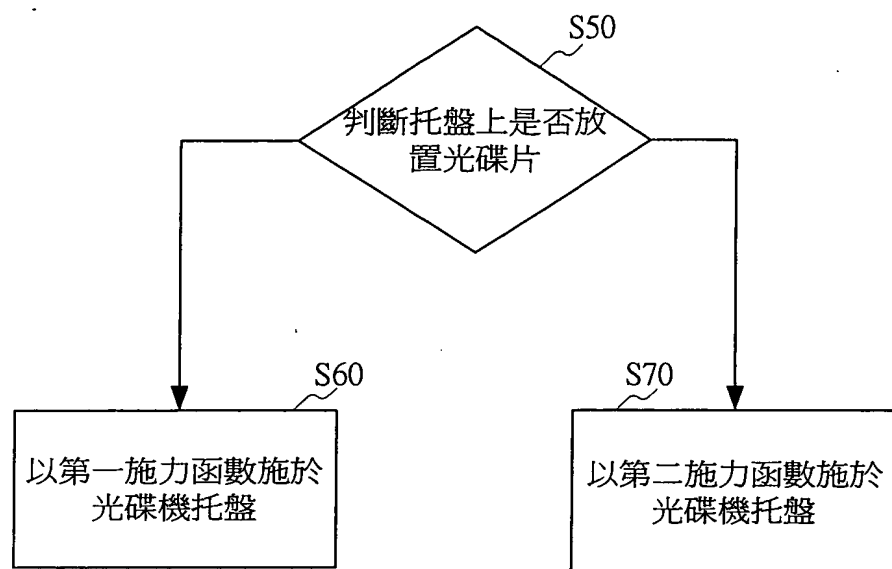 S50
判斷托盤上是否放
置光碟片
S60
以第一施力函數施於
光碟機托盤
S70
以第二施力函數施於
光碟機托盤